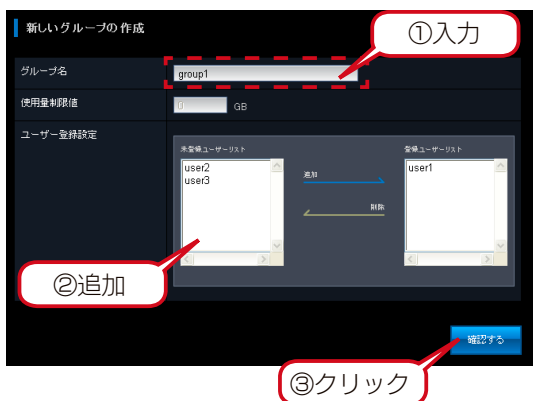 新しいグループの作成
①入力
グループ名
group1
使用量制限値
0 GB
ユーザー登録設定
未登録ユーザーリスト
登録ユーザーリスト
user2
user3
追加
user1
削除
②追加
確認する
③クリック